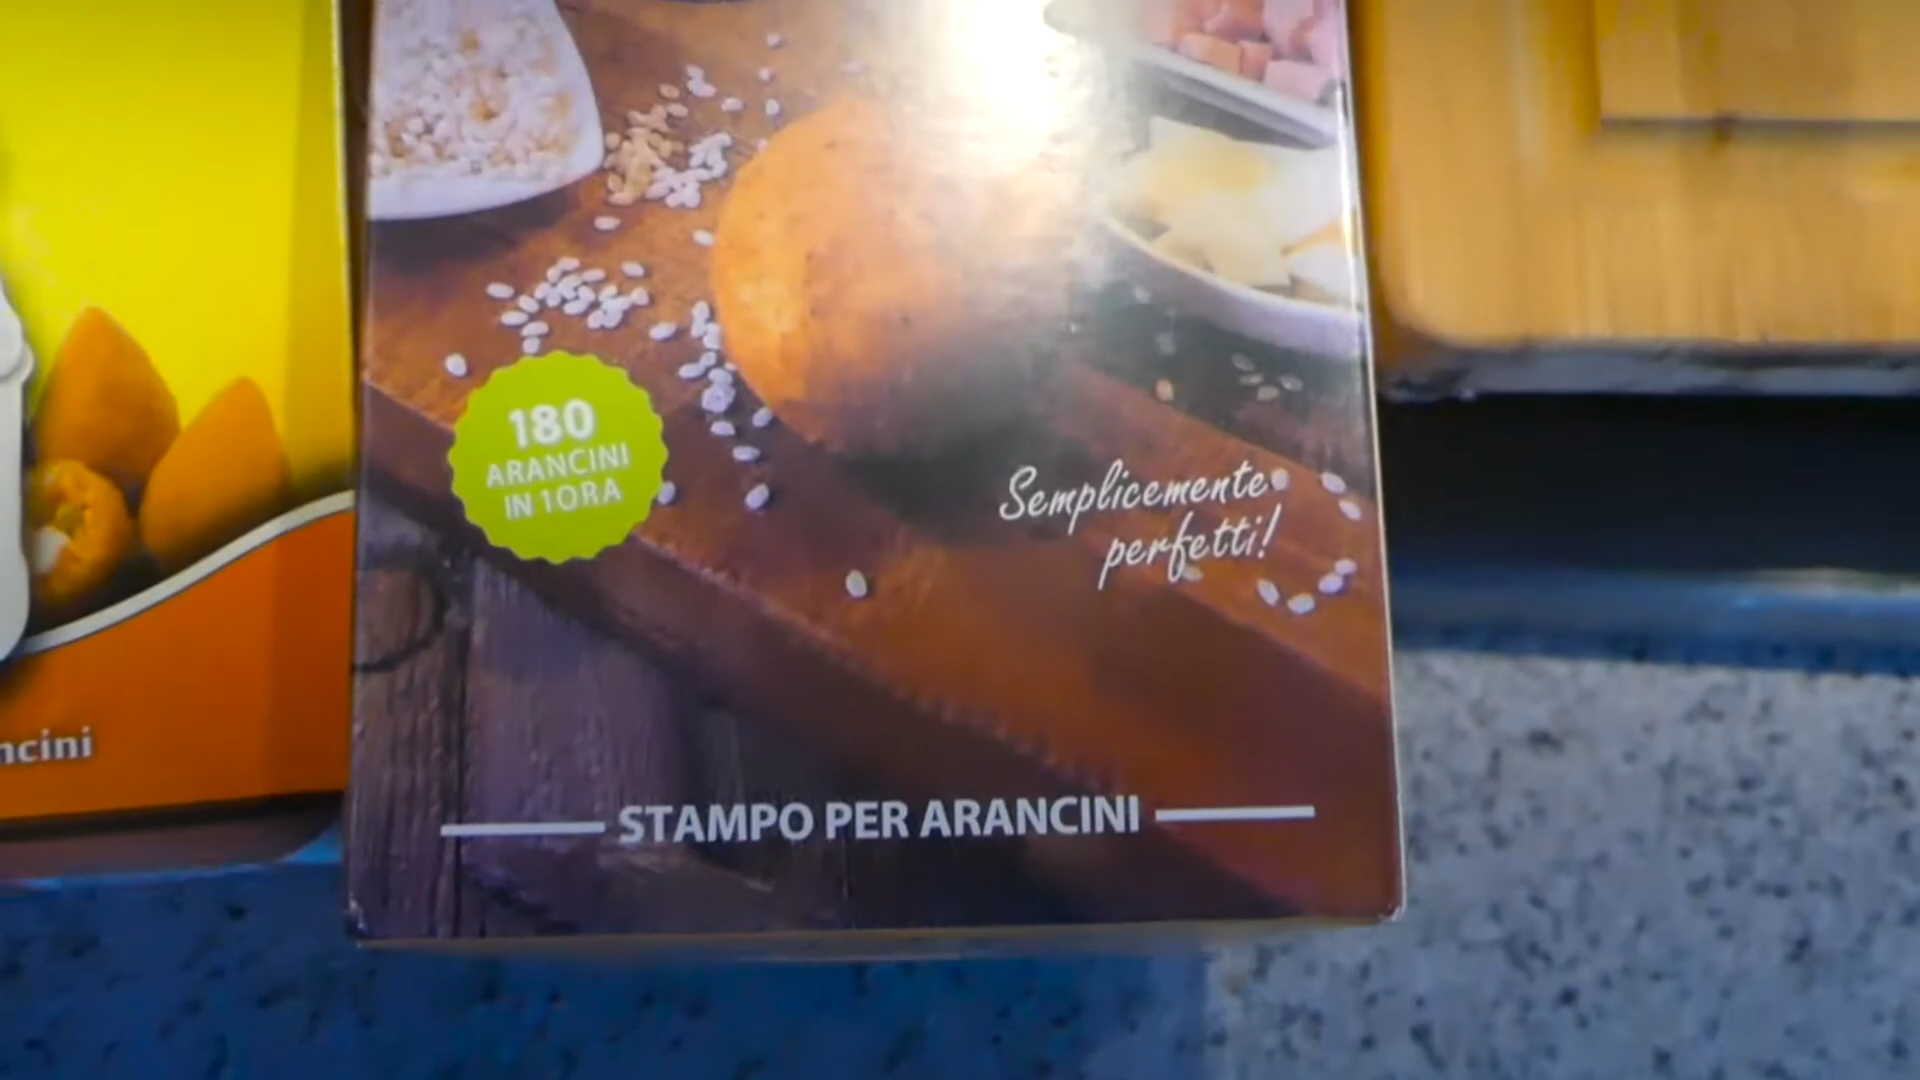 180
ARANCINI
IN 1 ORA
Semplicemente
perfetti!
ncini
STAMPO PER ARANCINI